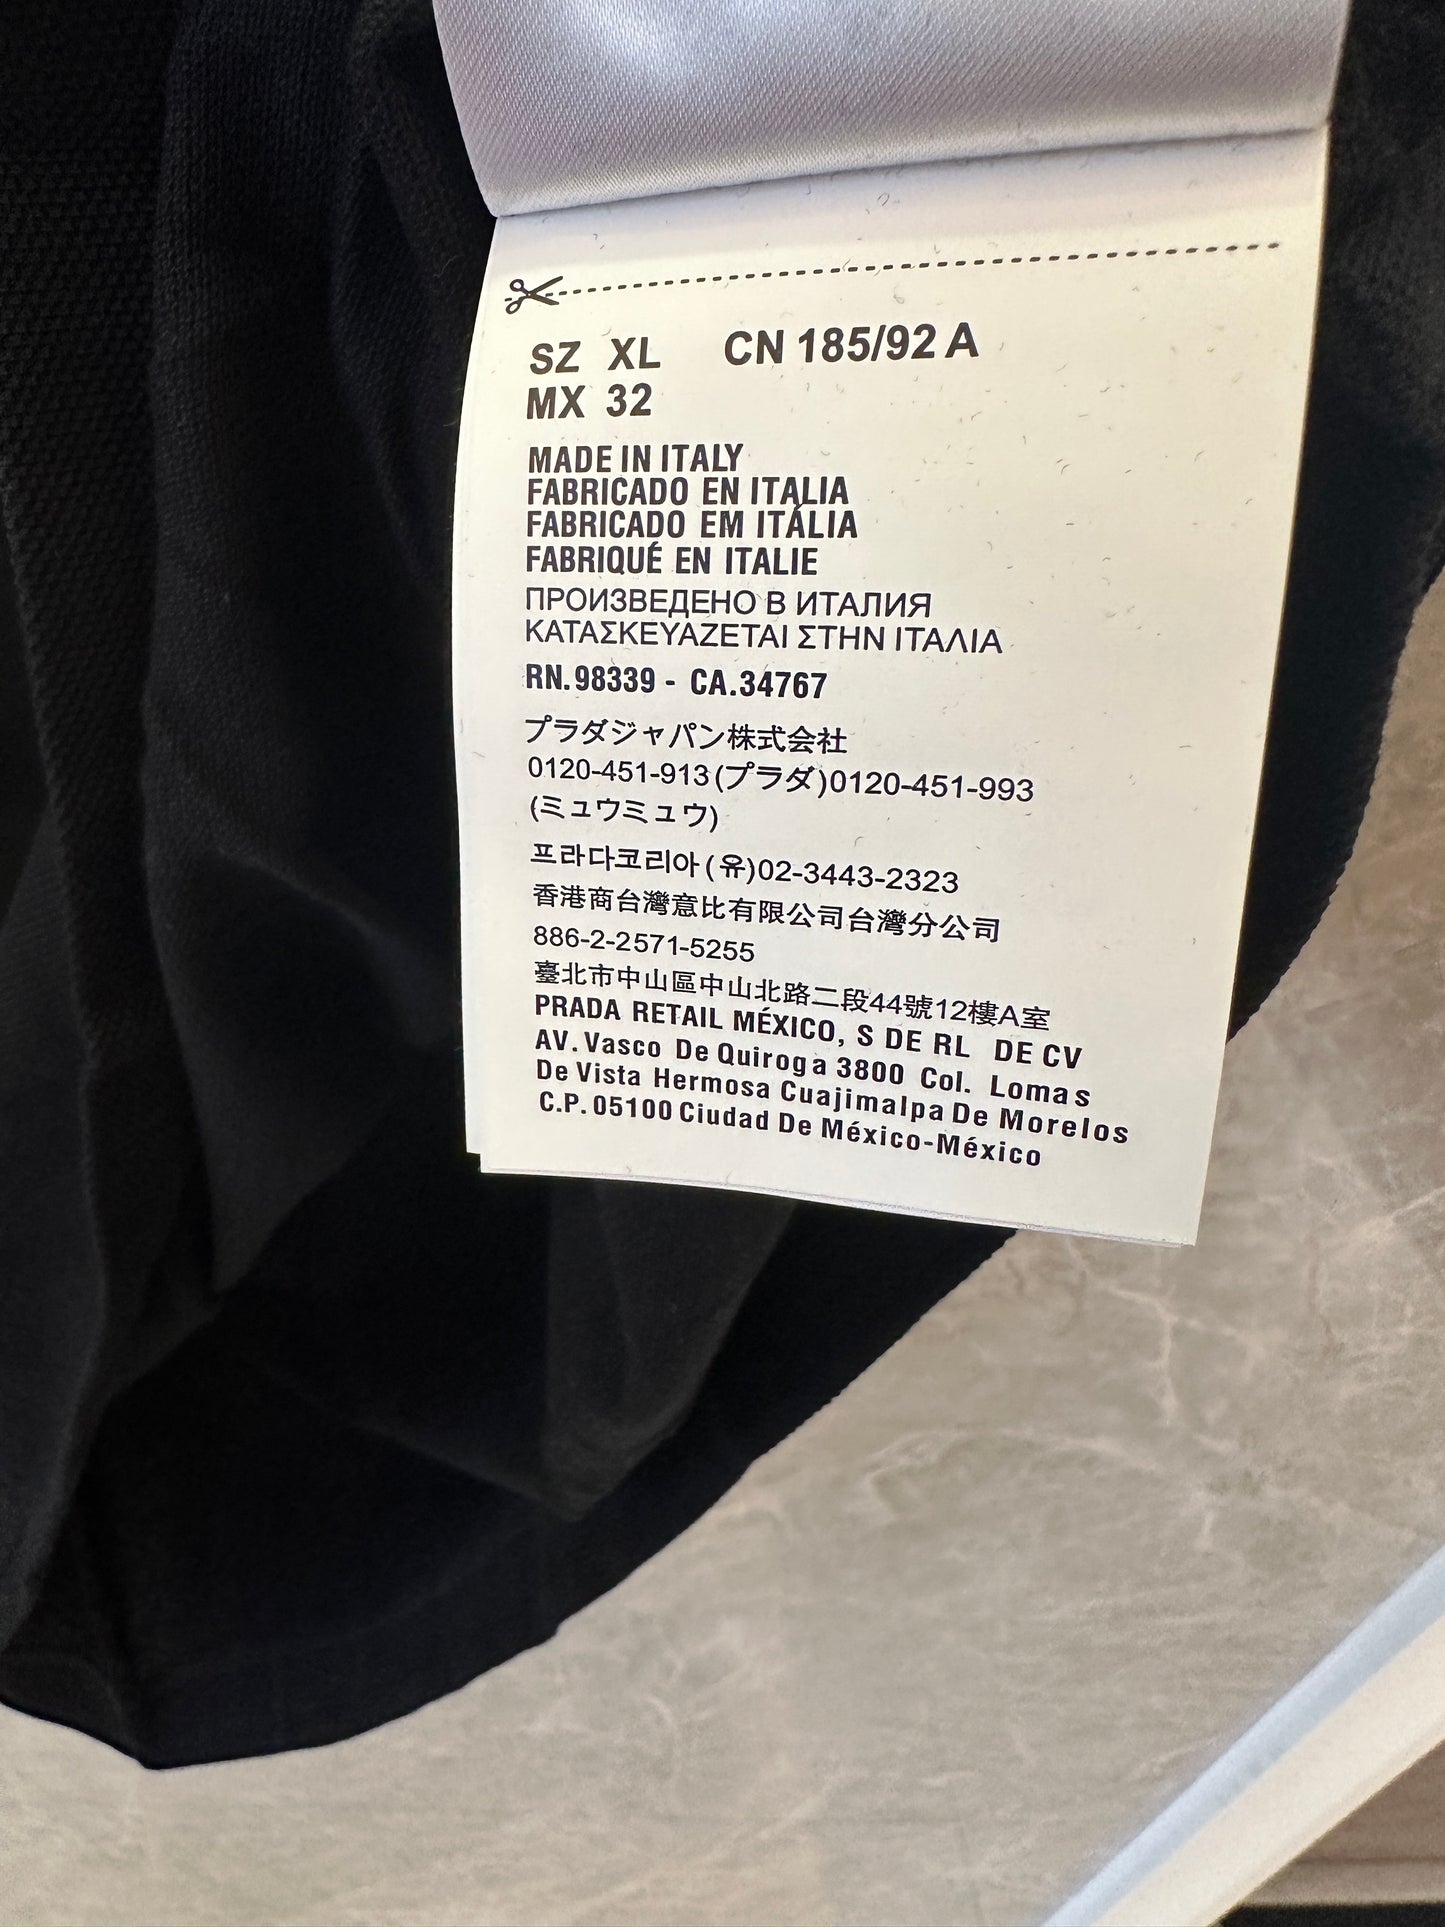 SZ XL CN 185/92 A
MX 32
MADE IN ITALY
FABRICADO EN ITALIA
FABRICADO EM ITÁLIA
FABRIQUÉ EN ITALIE
ПРОИЗВЕДЕНО В ИТАЛИЯ
ΚΑΤΑΣΚΕΥΑΖΕΤΑΙ ΣΤΗΝ ΙΤΑΛΙΑ
RN.98339 - CA.34767
プラダジャパン株式会社
0120-451-913(プラダ)0120-451-993
(ミュウミュウ)
프라다코리아(유)02-3443-2323
香港商台灣意比有限公司台灣分公司
886-2-2571-5255
臺北市中山區中山北路二段44號12樓A室
PRADA RETAIL MÉXICO, S DE RL DE CV
AV. Vasco De Quiroga 3800 Col. Lomas
De Vista Hermosa Cuajimalpa De Morelos
C.P. 05100 Ciudad De México-México